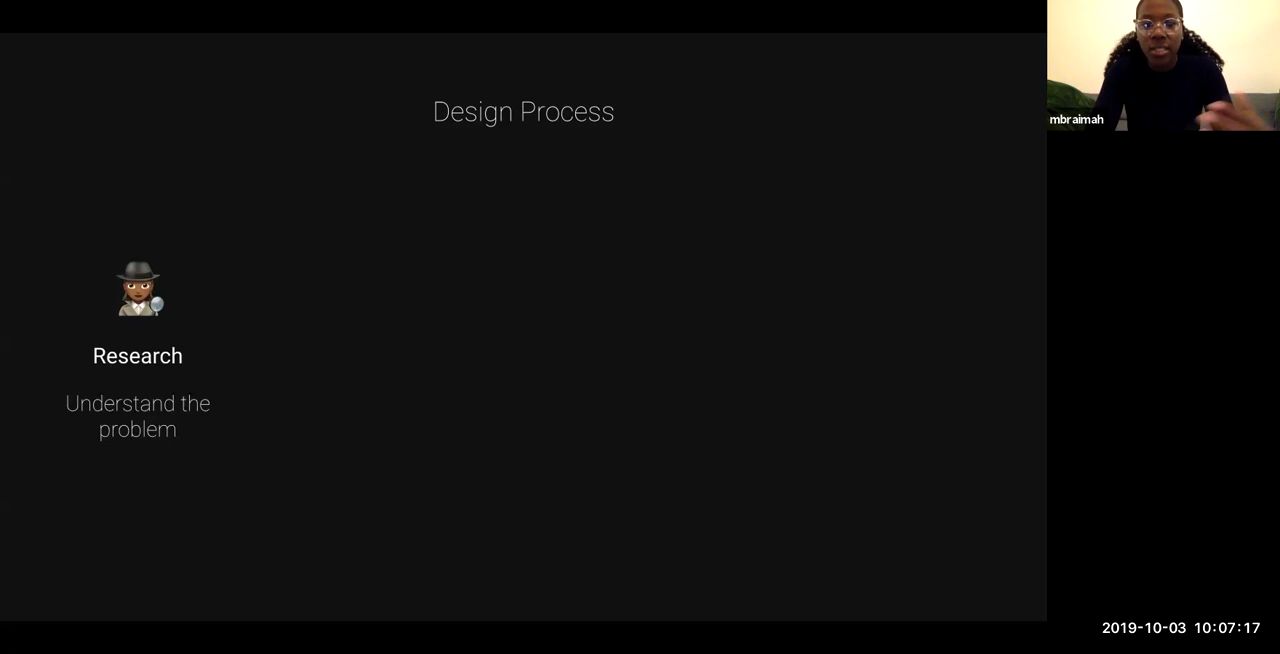 Design Process
mbraimah
Research
Understand the
problem
2019-10-03 10:07:17